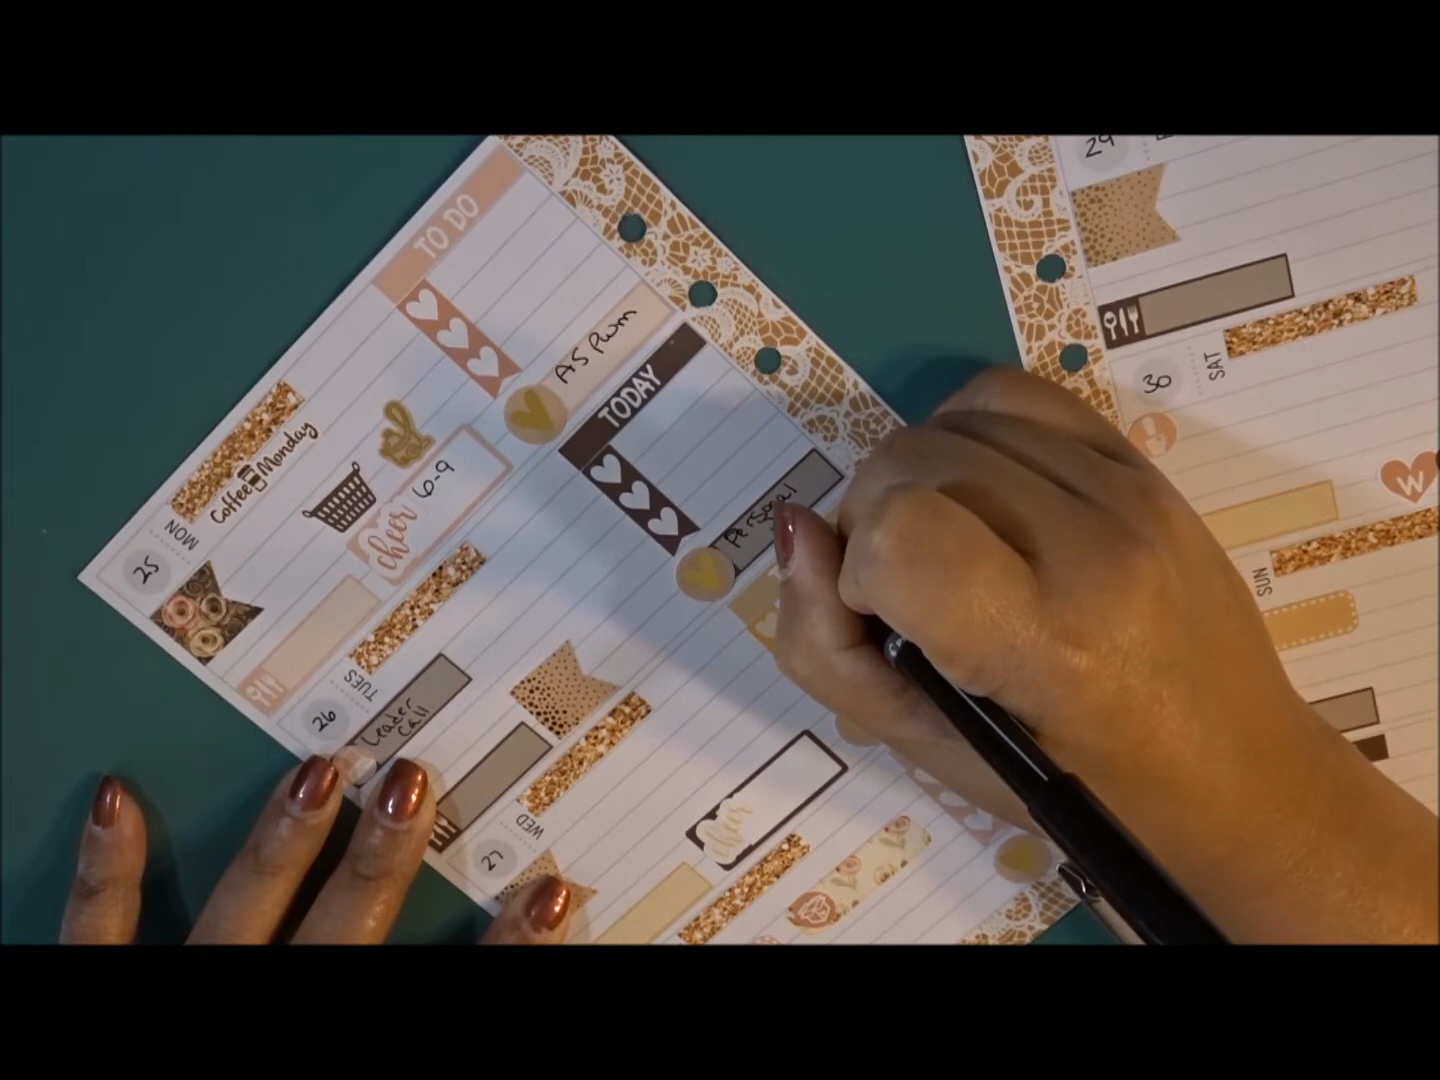 TO DO
AS Pwm
MON
25
Coffee Monday
cheer 6-9
TODAY
Personal
TUES
26
Leader
Call
WED
27
cheer
29
30
SAT
W
SUN